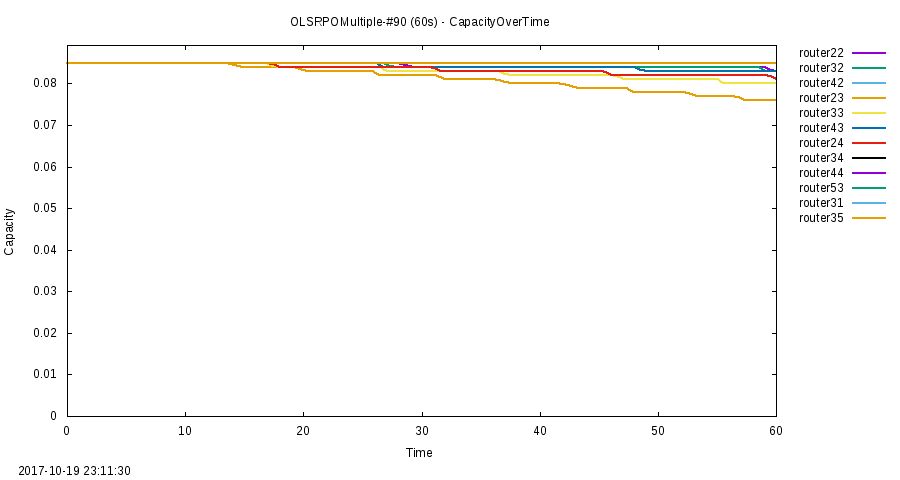 OLSRPOMultiple-#90 (60s) - CapacityOverTime
router22
router32
router42
router23
router33
router43
router24
router34
router44
router53
router31
router35
0.08
0.07
0.06
0.05
0.04
0.03
0.02
0.01
0
Capacity
0 10 20 30 40 50 60
Time
2017-10-19 23:11:30